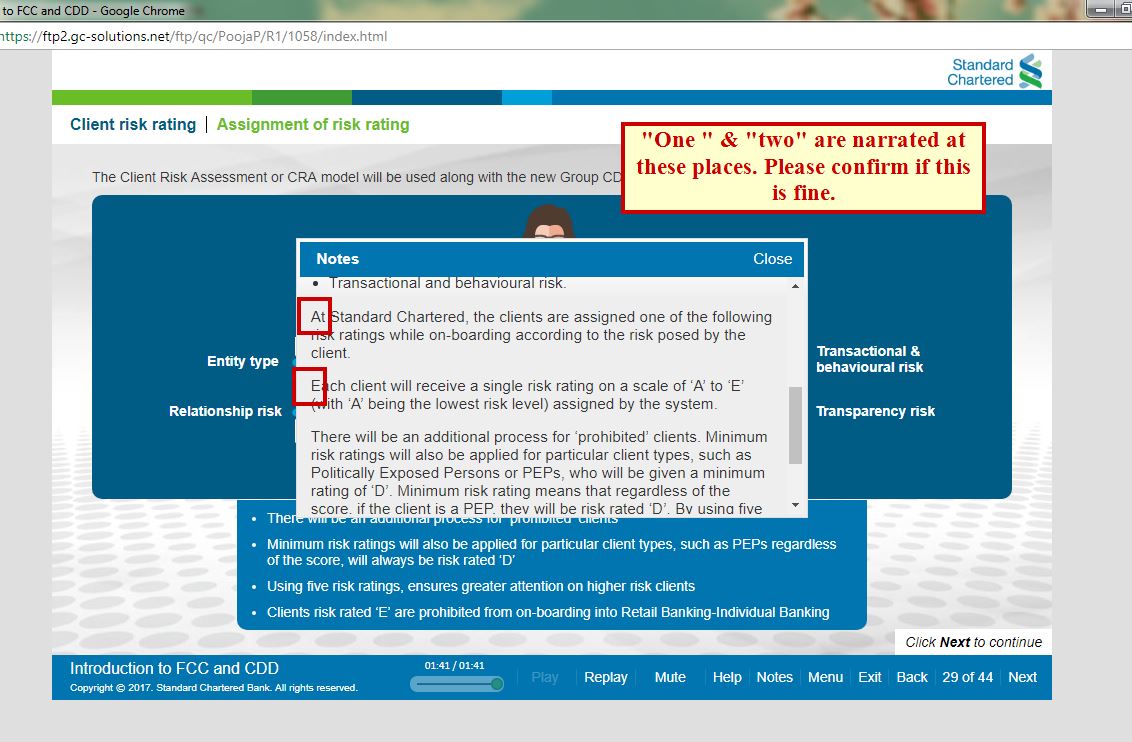 to FCC and CDD - Google Chrome
https://ftp2.gc-solutions.net/ftp/qc/PoojaP/R1/1058/index.html
Standard
Chartered
Client risk rating | Assignment of risk rating
"One " & "two" are narrated at
these places. Please confirm if this
is fine.
The Client Risk Assessment or CRA model will be used along with the new Group CD
Notes Close
• Transactional and behavioural risk.
At Standard Chartered, the clients are assigned one of the following
risk ratings while on-boarding according to the risk posed by the
client.
Each client will receive a single risk rating on a scale of ‘A’ to ‘E’
(with ‘A’ being the lowest risk level) assigned by the system.
There will be an additional process for ‘prohibited’ clients. Minimum
risk ratings will also be applied for particular client types, such as
Politically Exposed Persons or PEPs, who will be given a minimum
rating of ‘D’. Minimum risk rating means that regardless of the
score, if the client is a PEP, they will be risk rated ‘D’. By using five
Entity type
Relationship risk
Transactional &
behavioural risk
Transparency risk
• There will be an additional process for ‘prohibited’ clients
• Minimum risk ratings will also be applied for particular client types, such as PEPs regardless
of the score, will always be risk rated ‘D’
• Using five risk ratings, ensures greater attention on higher risk clients
• Clients risk rated ‘E’ are prohibited from on-boarding into Retail Banking-Individual Banking
Click Next to continue
Introduction to FCC and CDD
Copyright © 2017. Standard Chartered Bank. All rights reserved.
01:41 / 01:41
Play Replay Mute Help Notes Menu Exit Back 29 of 44 Next